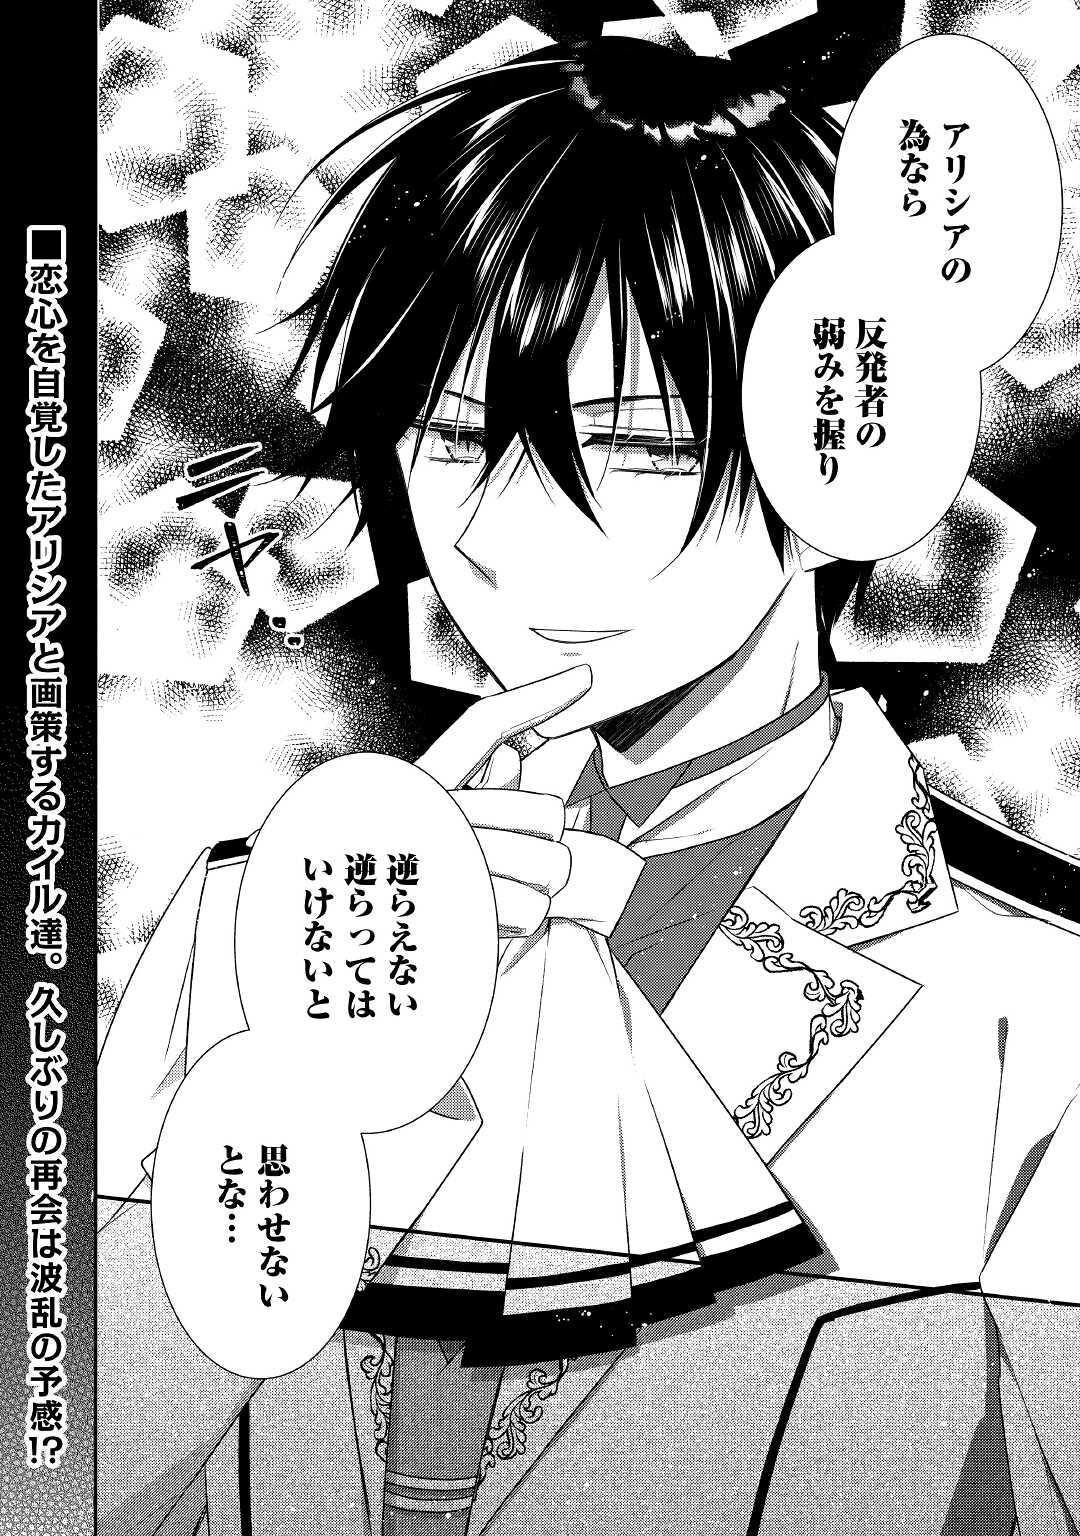 アリシアの
為なら
反発者の
弱みを握り
ニヤ…
逆らえない
逆らっては
いけないと
思わせない
とな…
■恋心を自覚したアリシアと画策するカイル達。久しぶりの再会は波乱の予感!?